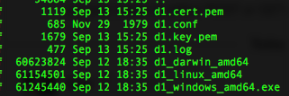 1119 Sep 13 15:25 d1.cert.pem
685 Nov 29 1979 d1.conf
1679 Sep 13 15:25 d1.key.pem
477 Sep 13 15:25 d1.log
60623824 Sep 12 18:35 d1_darwin_amd64
61154501 Sep 12 18:35 d1_linux_amd64
61245440 Sep 12 18:35 d1_windows_amd64.exe